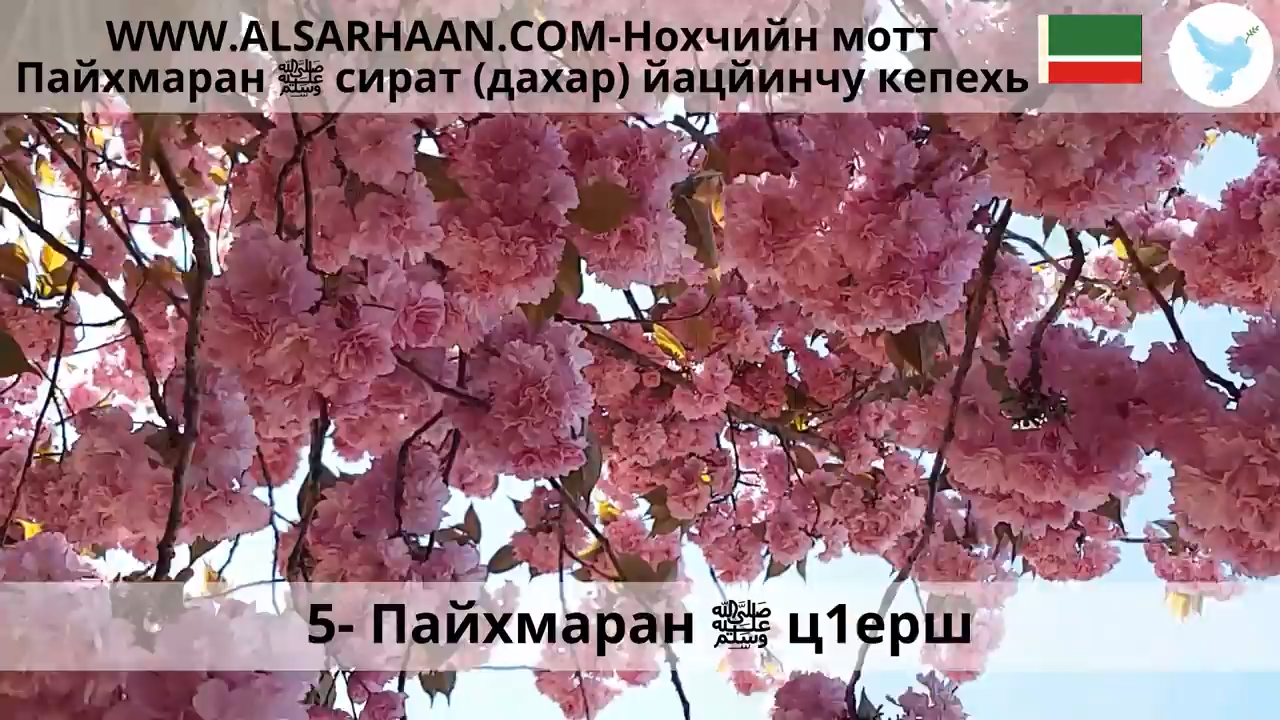 WWW.ALSARHAAN.COM-Нохчийн мотт
Пайхмаран ﷺ сират (дахар) йацйинчу кепехь
5- Пайхмаран ﷺ ц1ерш